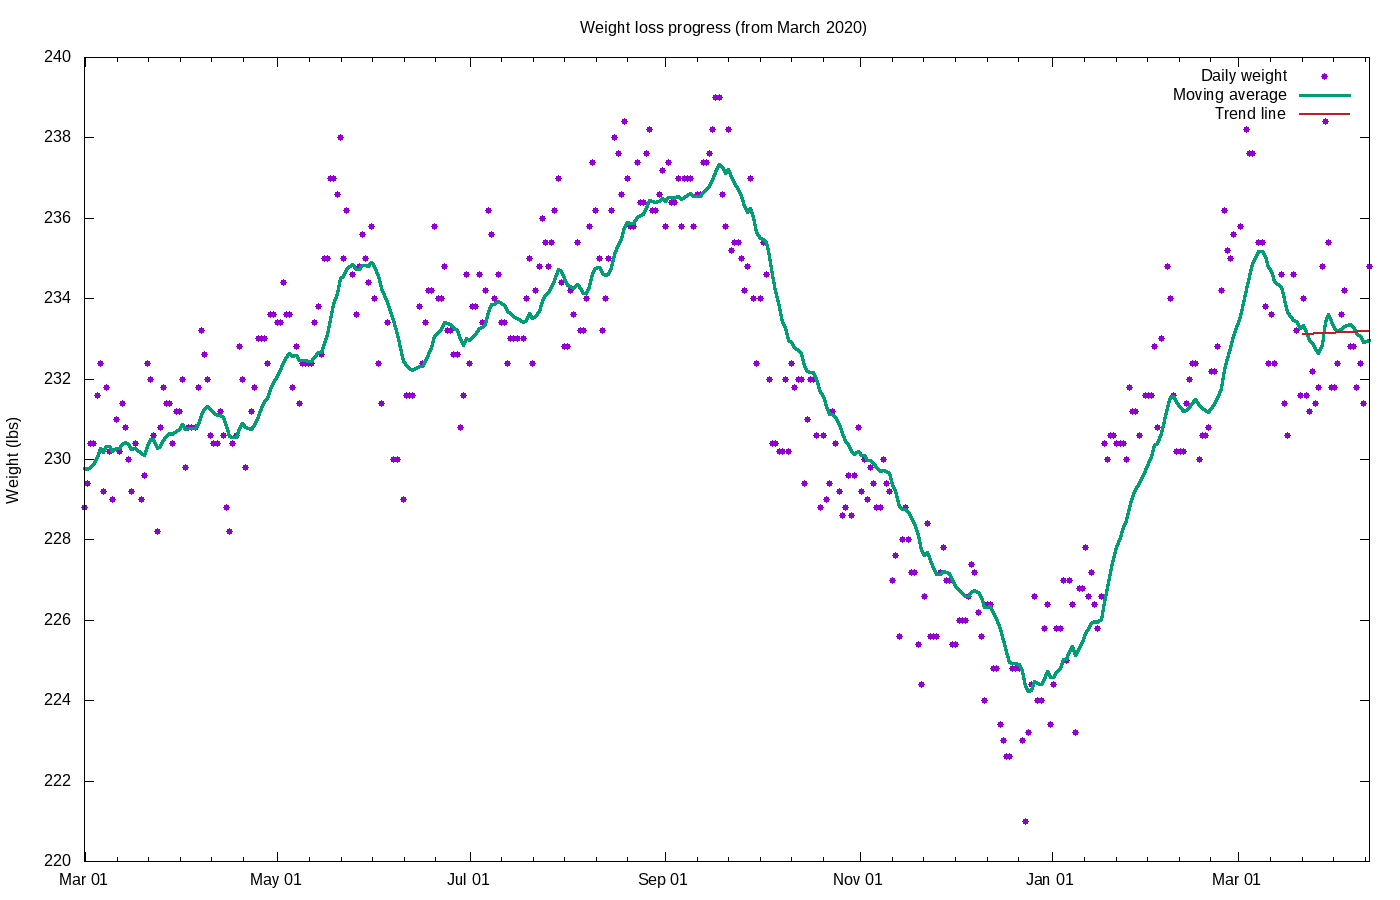 Weight loss progress (from March 2020)
Daily weight
Moving average
Trend line
240
238
236
234
232
230
228
226
224
222
220
Weight (lbs)
Mar 01 May 01 Jul 01 Sep 01 Nov 01 Jan 01 Mar 01